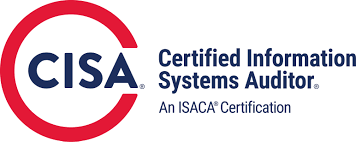 CISA®
Certified Information
Systems Auditor®
An ISACA® Certification